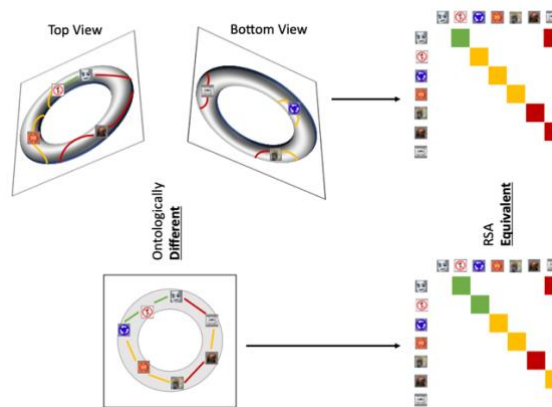 Top View
Bottom View
Ontologically
Different
RSA
Equivalent